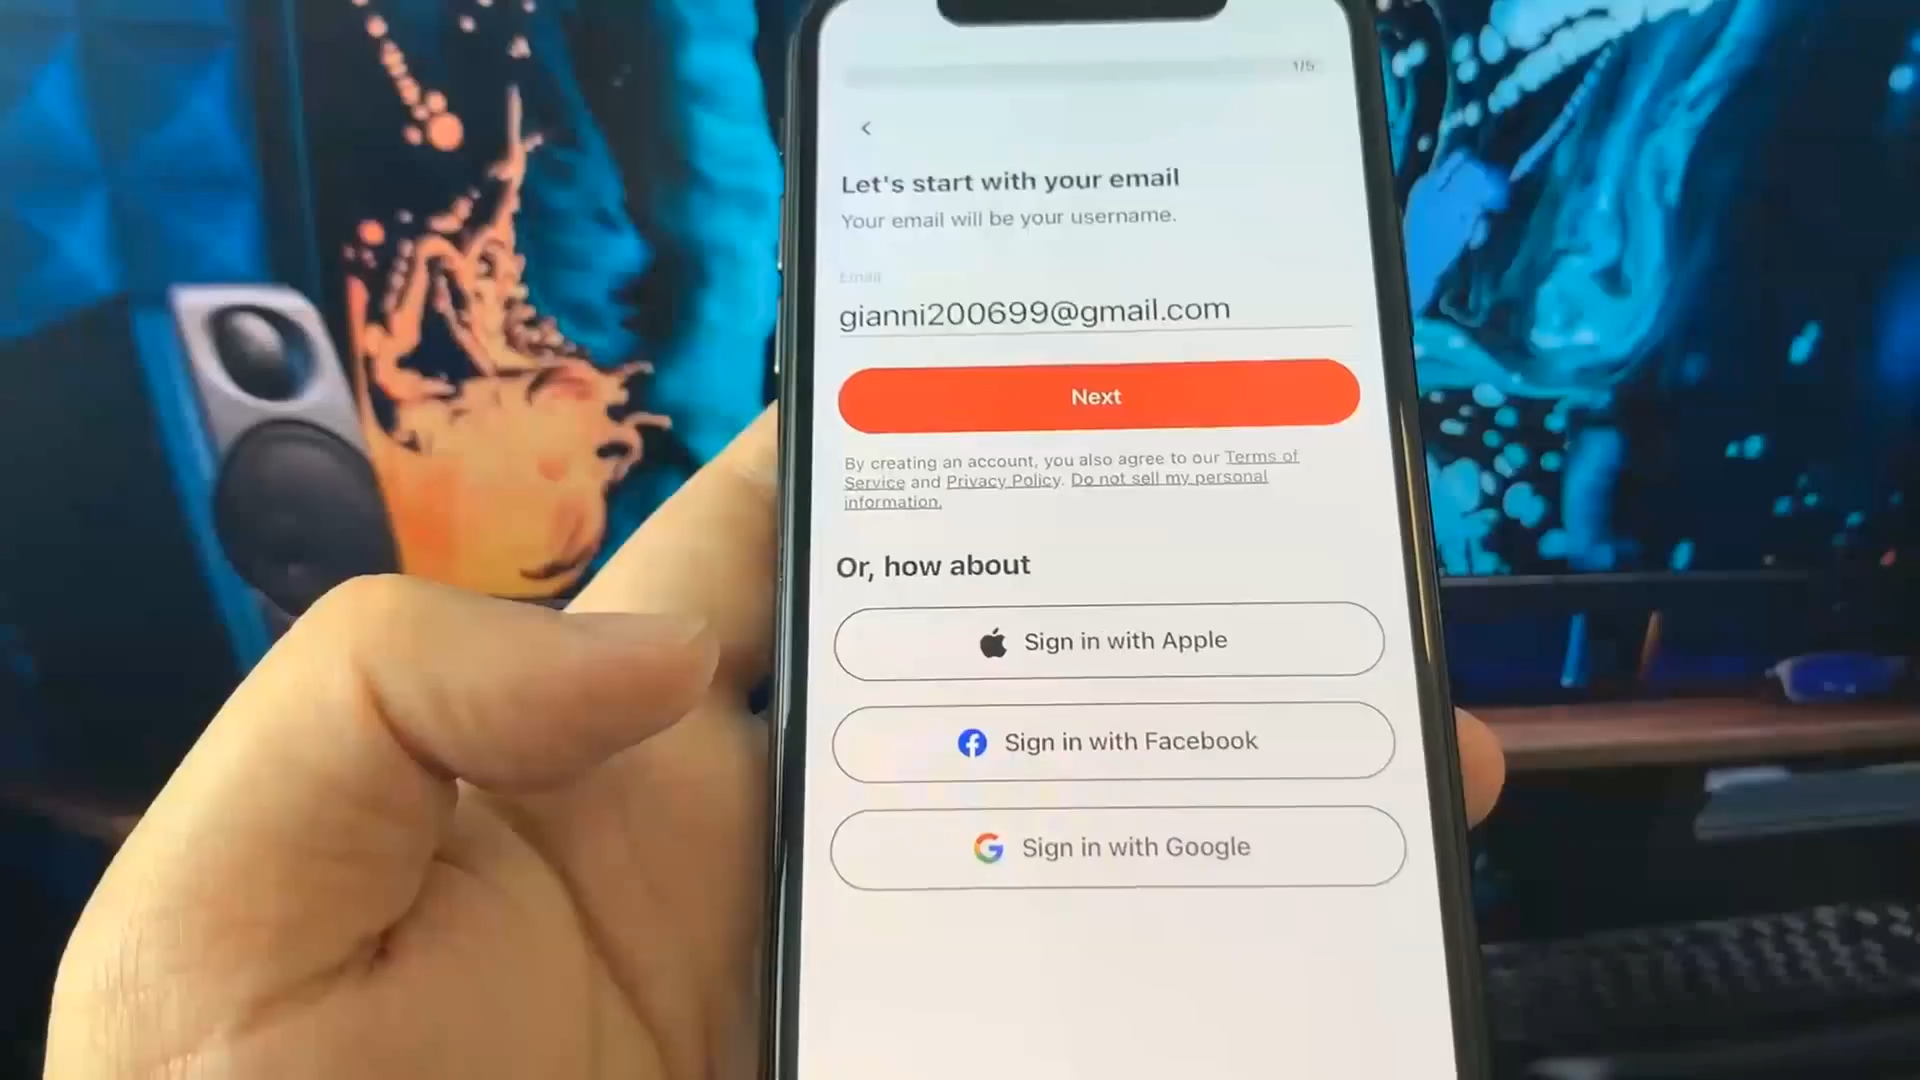 1/5
Let's start with your email
Your email will be your username.
Email
gianni200699@gmail.com
Next
By creating an account, you also agree to our Terms of
Service and Privacy Policy. Do not sell my personal
information.
Or, how about
Sign in with Apple
Sign in with Facebook
Sign in with Google